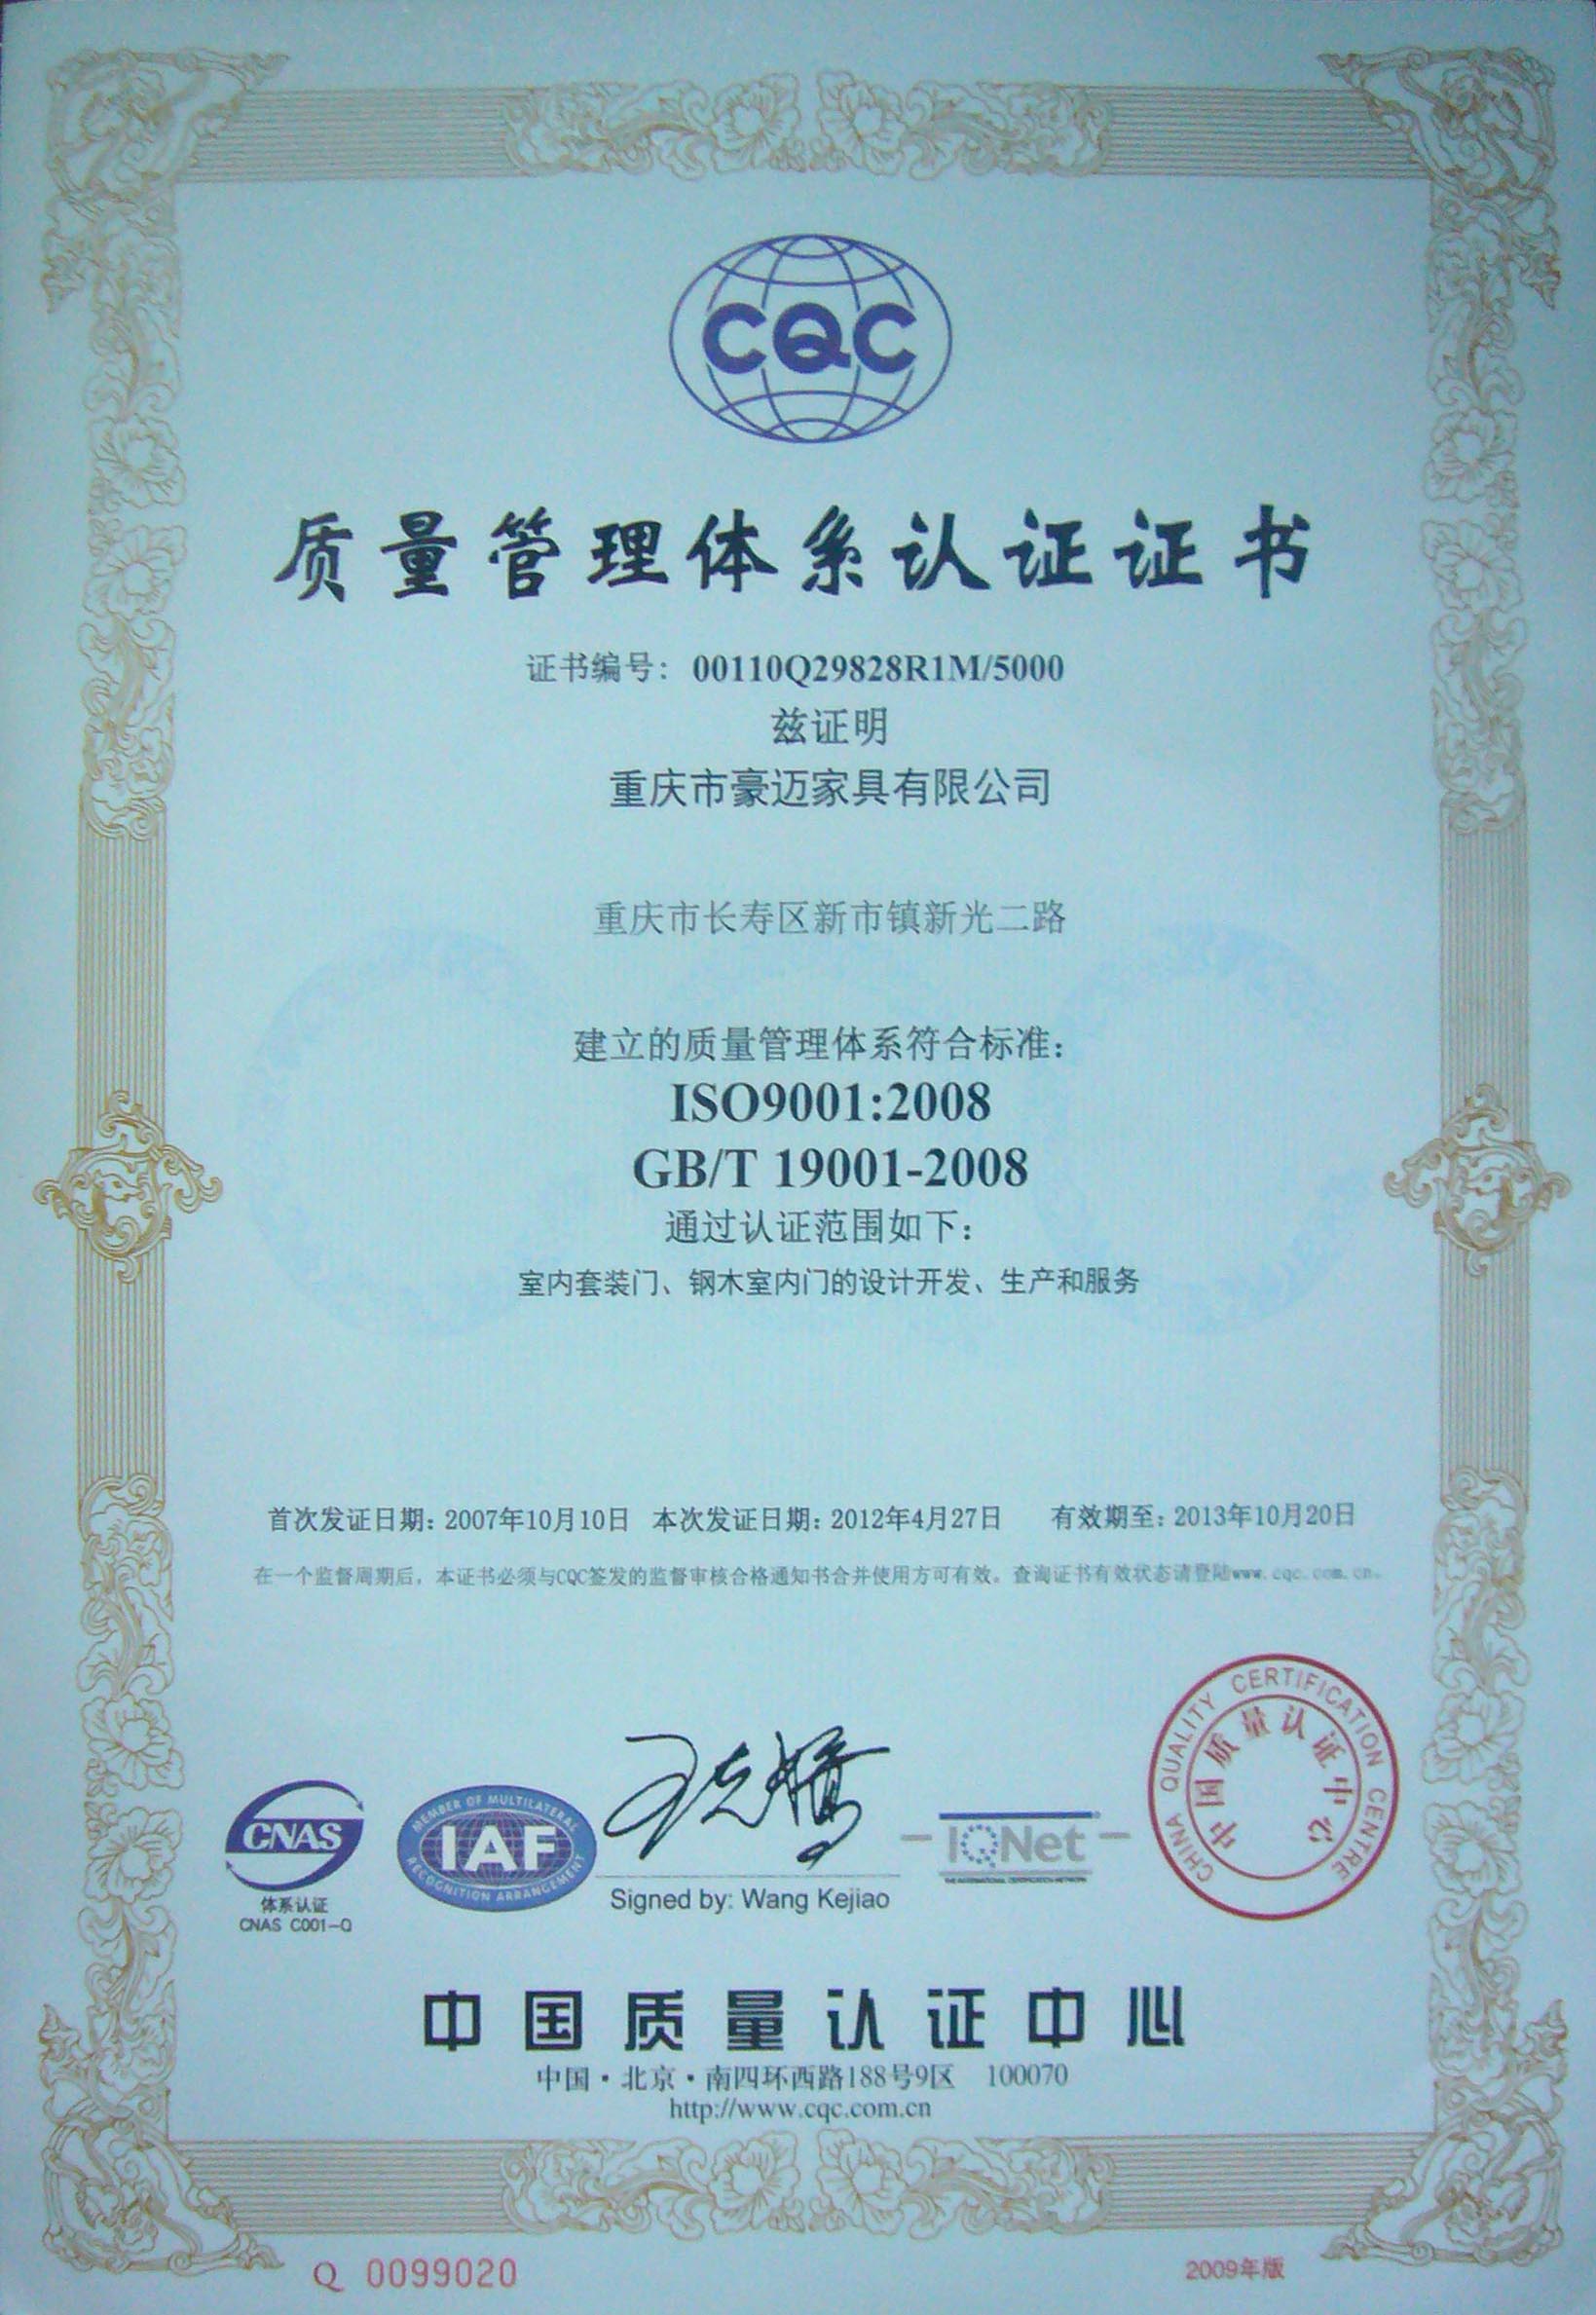 CQC
质量管理体系认证证书
证书编号：00110Q29828R1M/5000
兹证明
重庆市豪迈家具有限公司
重庆市长寿区新市镇新光二路
建立的质量管理体系符合标准：
ISO9001:2008
GB/T 19001-2008
通过认证范围如下：
室内套装门、钢木室内门的设计开发、生产和服务
首次发证日期：2007年10月10日 本次发证日期：2012年4月27日 有效期至：2013年10月20日
在一个监督周期后，本证书必须与CQC签发的监督审核合格通知书合并使用方可有效。查询证书有效状态请登陆www.cqc.com.cn。
CNAS
体系认证
CNAS C001-Q
MEMBER OF MULTILATERAL
IAF
RECOGNITION ARRANGEMENT
Signed by: Wang Kejiao
IQNet
THE INTERNATIONAL CERTIFICATION NETWORK
CHINA QUALITY CERTIFICATION CENTRE
中国质量认证中心
中国质量认证中心
中国·北京·南四环西路188号9区 100070
http://www.cqc.com.cn
Q 0099020
2009年版